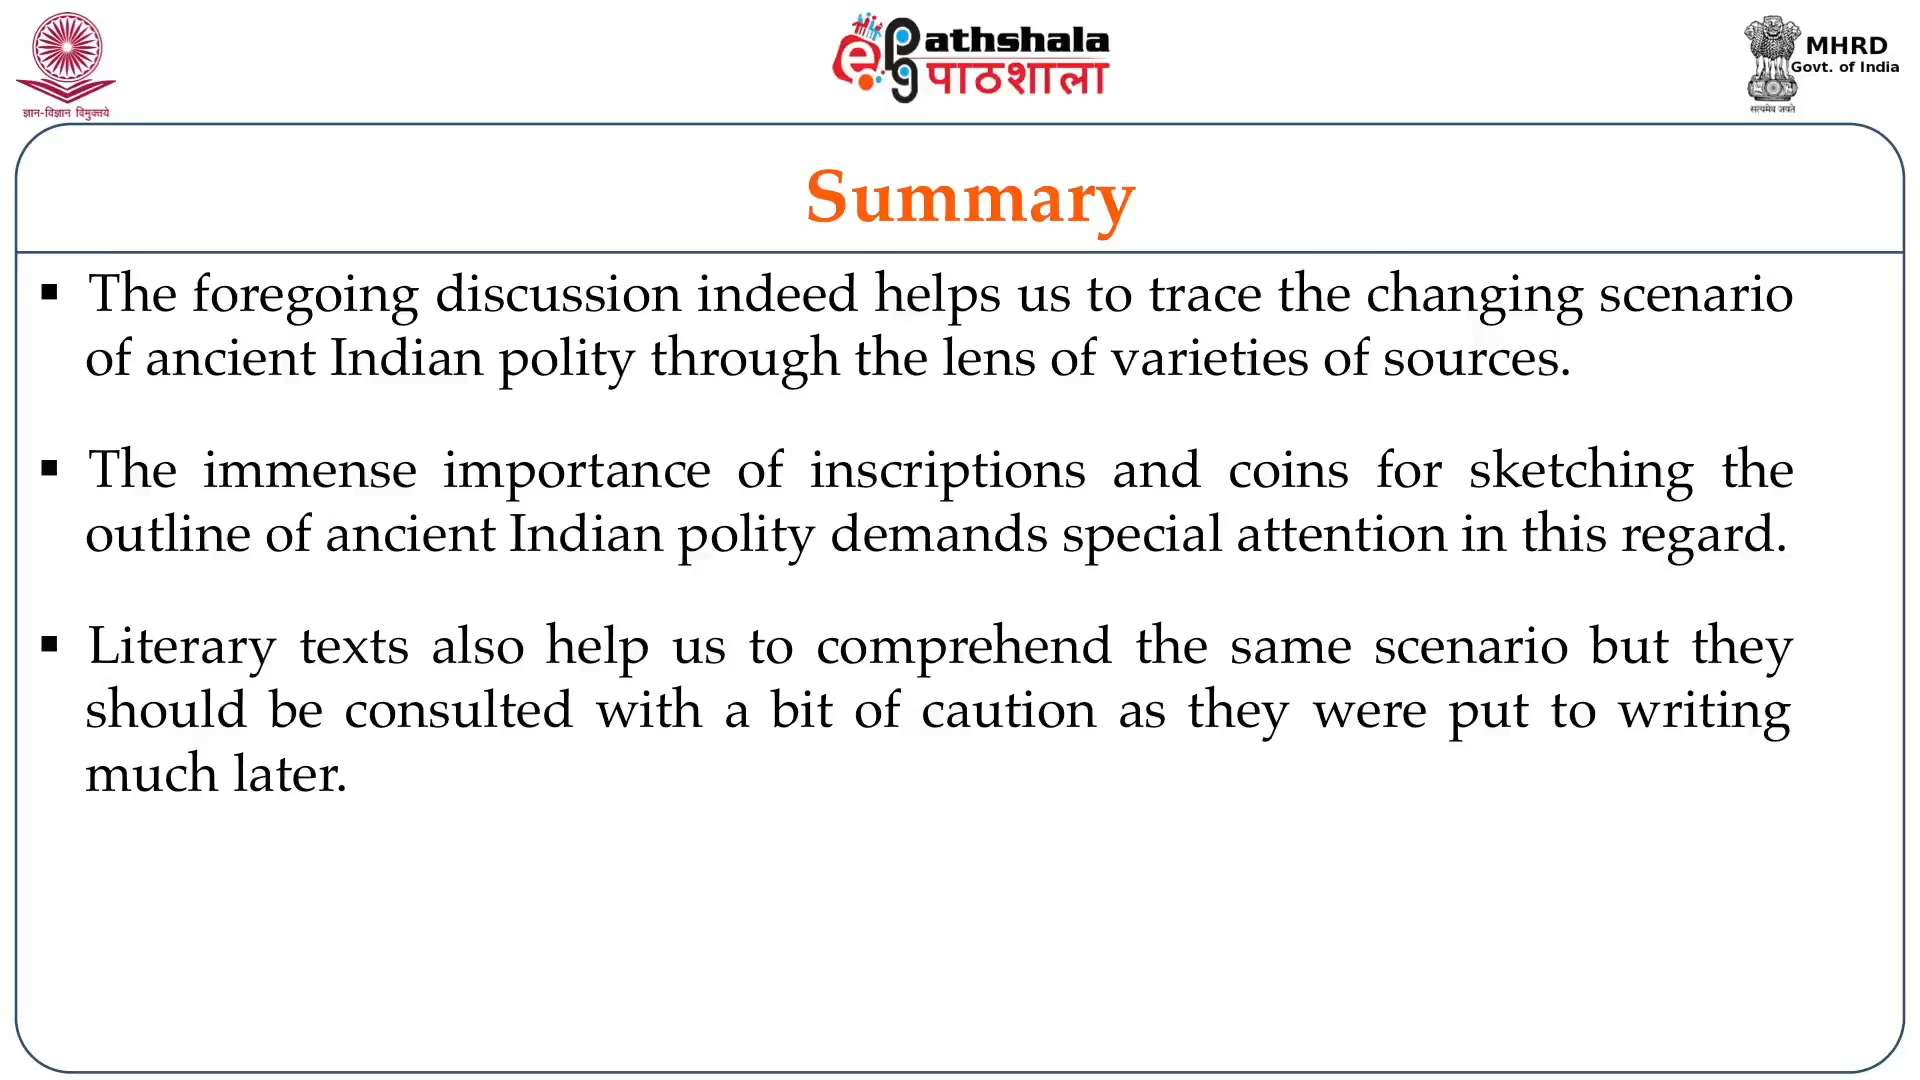 ज्ञान-विज्ञान विमुक्तये
Pathshala
पाठशाला
MHRD
Govt. of India
सत्यमेव जयते
Summary
▪ The foregoing discussion indeed helps us to trace the changing scenario
of ancient Indian polity through the lens of varieties of sources.
▪ The immense importance of inscriptions and coins for sketching the
outline of ancient Indian polity demands special attention in this regard.
▪ Literary texts also help us to comprehend the same scenario but they
should be consulted with a bit of caution as they were put to writing
much later.